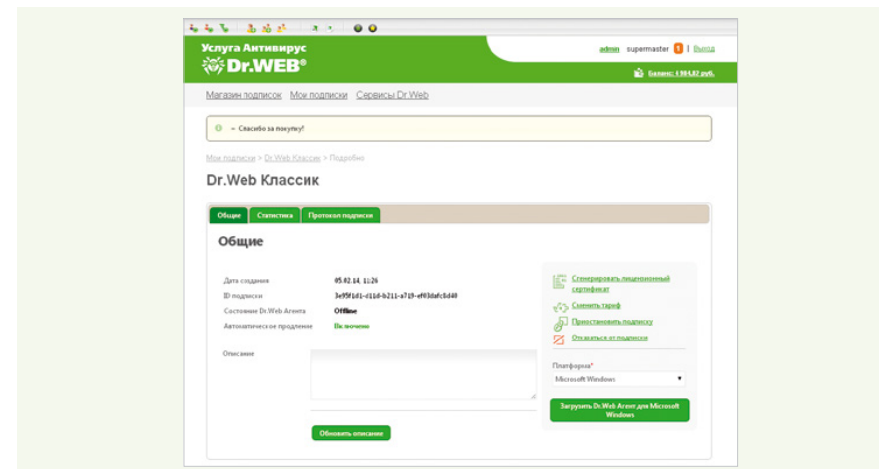 Услуга Антивирус
Dr.WEB®
admin supermaster 1 | Выход
Баланс: руб.
Магазин подписок Мои подписки Сервисы Dr.Web
Спасибо за покупку!
Мои подписки > Dr.Web Классик > Подробно
Dr.Web Классик
Общие Статистика Протокол подписки
Общие
Дата создания 05.02.14, 11:26
ID подписки
Состояние Dr.Web Агента Offline
Автоматическое продление Включено
Описание
Обновить описание
Сгенерировать лицензионный
сертификат
Сменить тариф
Приостановить подписку
Отказаться от подписки
Платформа*
Microsoft Windows
Загрузить Dr.Web Агент для Microsoft
Windows